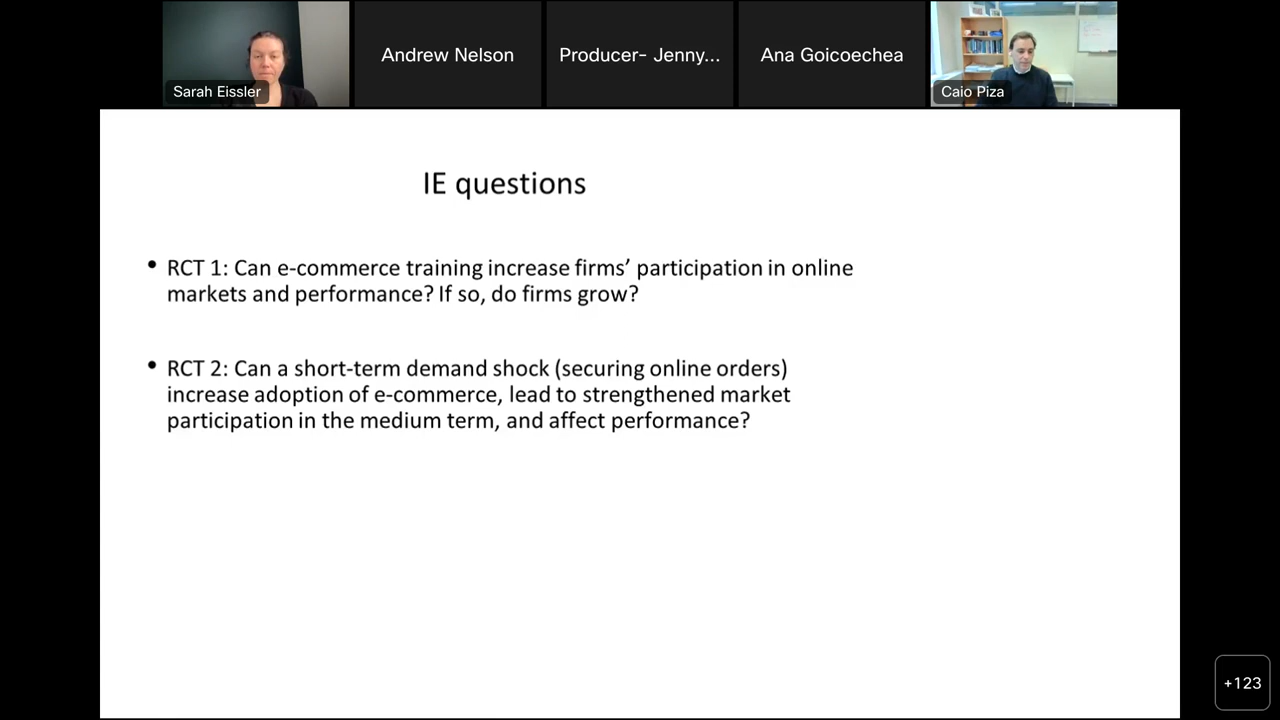 Sarah Eissler
Andrew Nelson
Producer- Jenny...
Ana Goicoechea
Caio Piza
IE questions
• RCT 1: Can e-commerce training increase firms’ participation in online
markets and performance? If so, do firms grow?
• RCT 2: Can a short-term demand shock (securing online orders)
increase adoption of e-commerce, lead to strengthened market
participation in the medium term, and affect performance?
+123